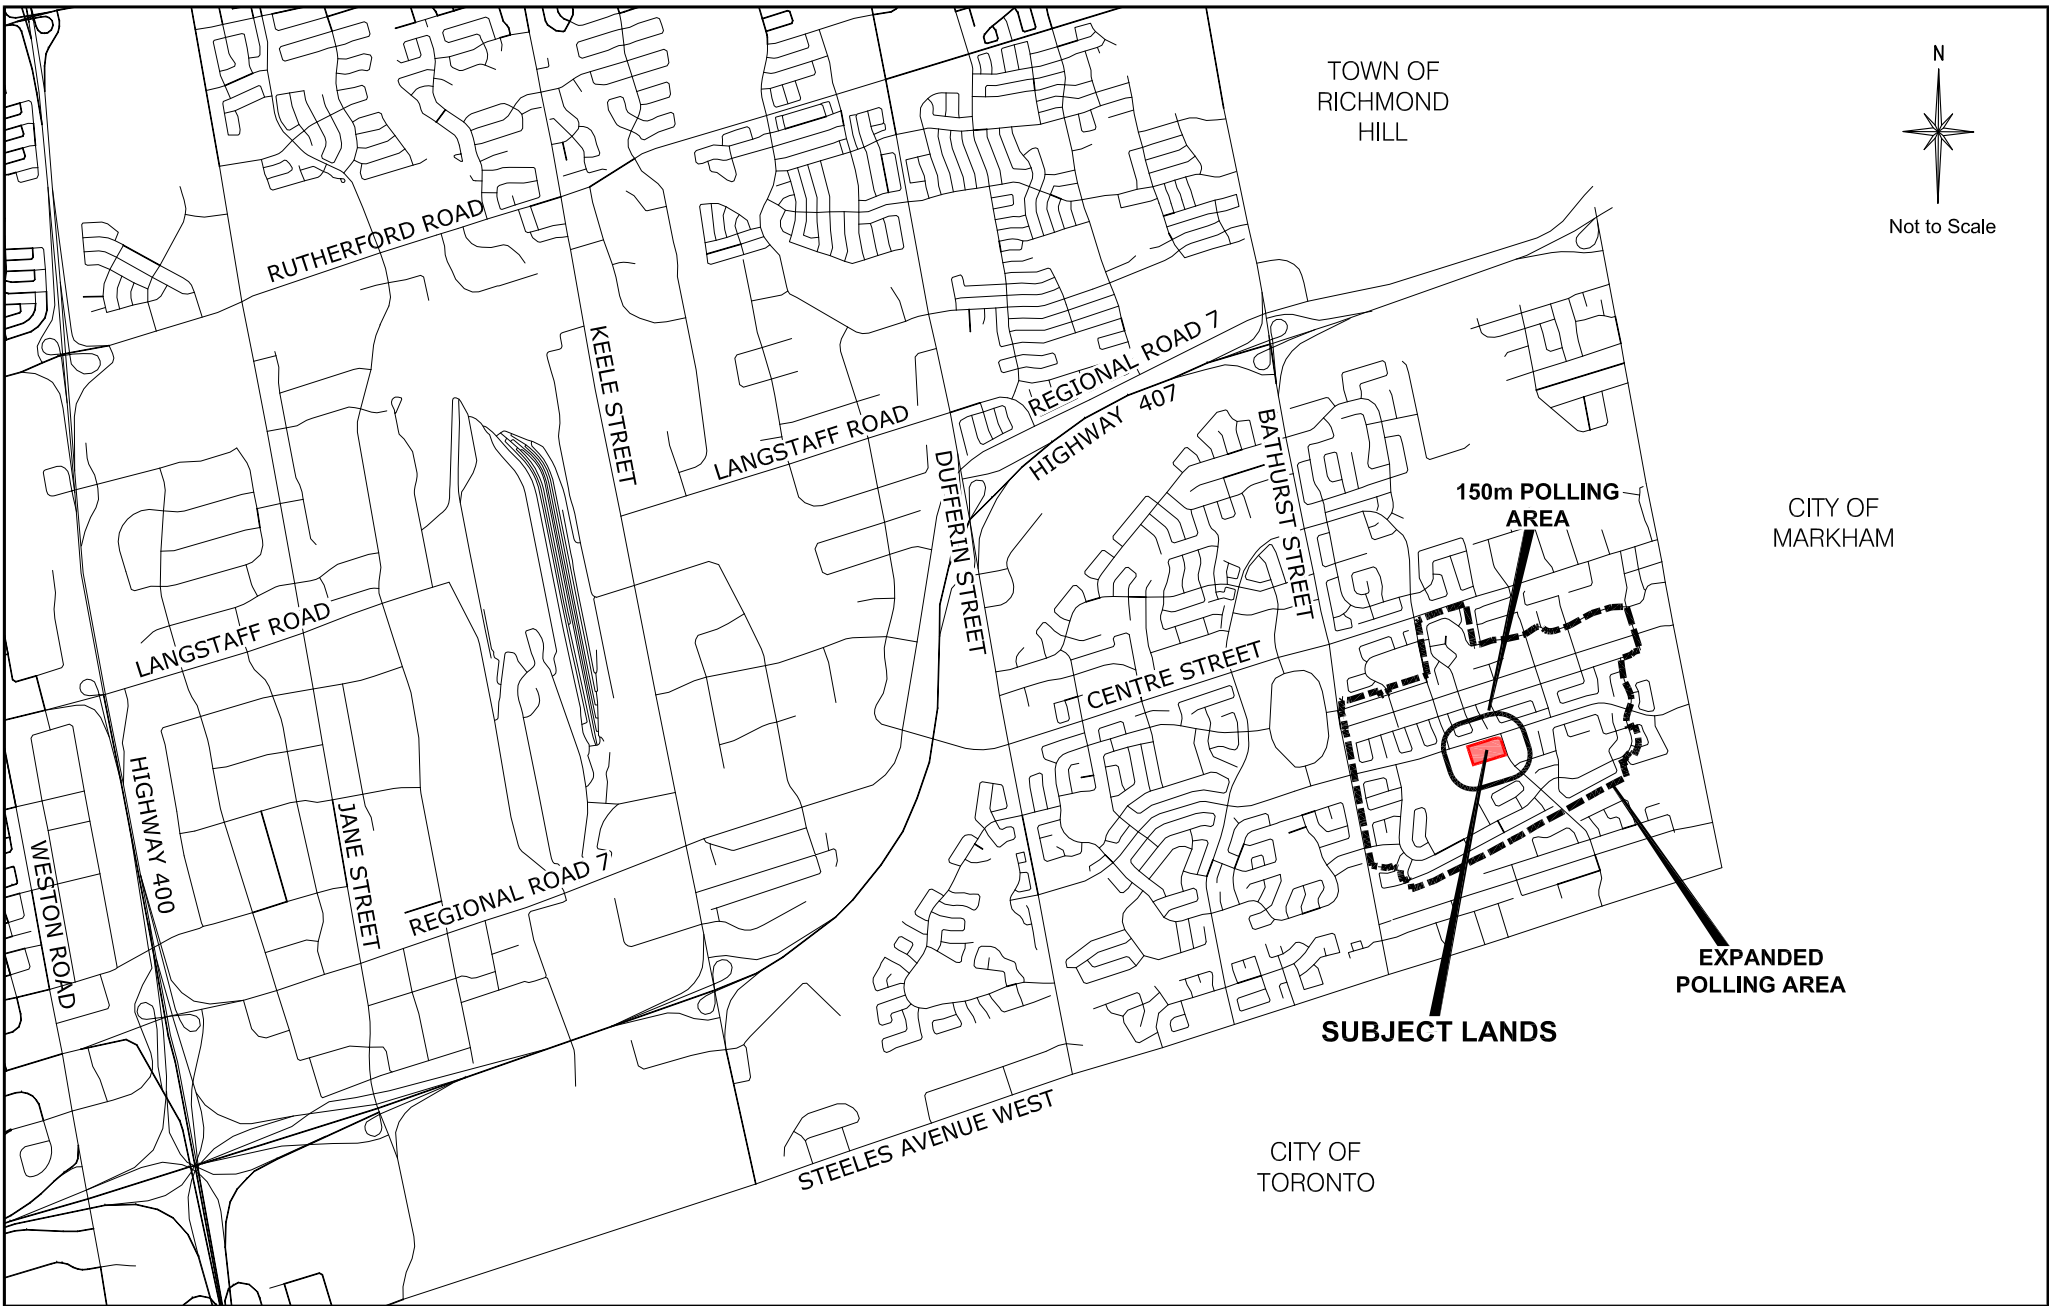 TOWN OF
RICHMOND
HILL
N
Not to Scale
RUTHERFORD ROAD
KEELE STREET
REGIONAL ROAD 7
HIGHWAY 407
LANGSTAFF ROAD
DUFFERIN STREET
BATHURST STREET
150m POLLING
AREA
CITY OF
MARKHAM
LANGSTAFF ROAD
CENTRE STREET
HIGHWAY 400
JANE STREET
WESTON ROAD
REGIONAL ROAD 7
EXPANDED
POLLING AREA
SUBJECT LANDS
STEELES AVENUE WEST
CITY OF
TORONTO